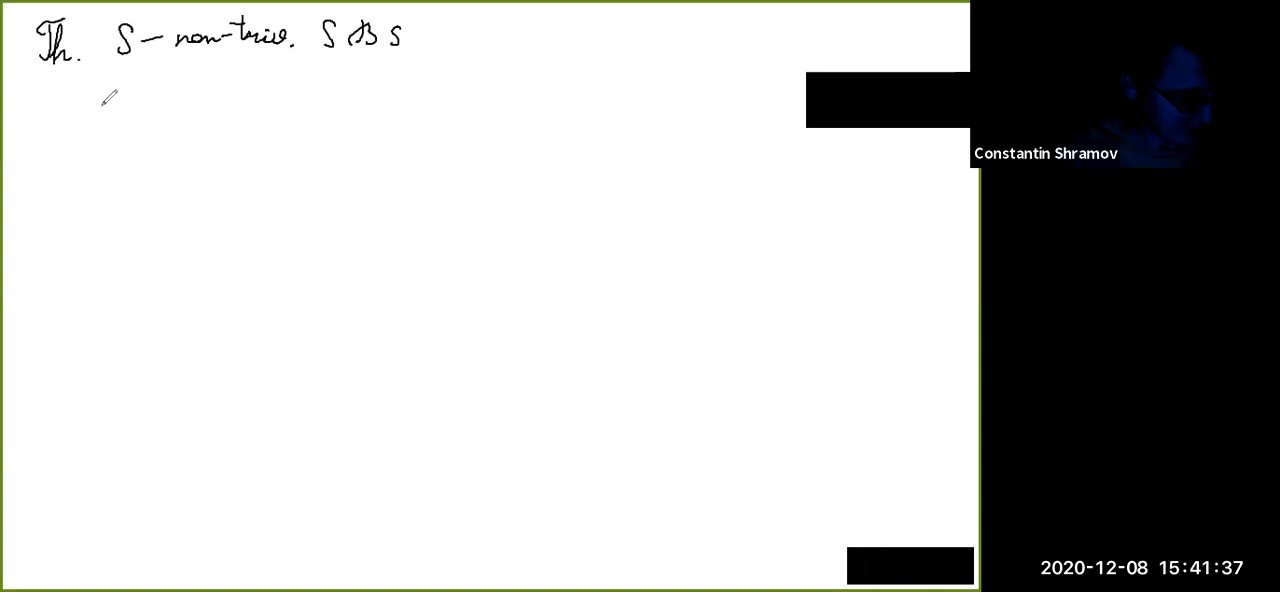 Th. S - non-triv. S B S
Constantin Shramov
2020-12-08 15:41:37